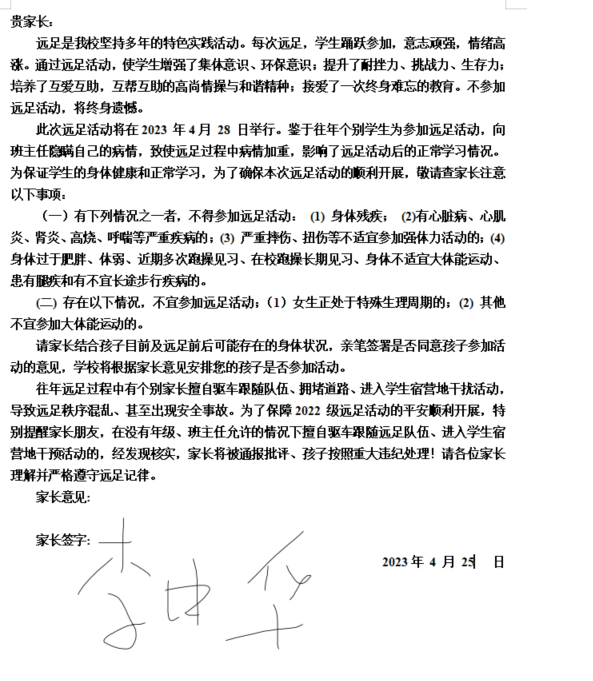 贵家长:
远足是我校坚持多年的特色实践活动。每次远足，学生踊跃参加，意志顽强，情绪高
涨。通过远足活动，使学生增强了集体意识、环保意识；提升了耐挫力、挑战力、生存力；
培养了互爱互助，互帮互助的高尚情操与和谐精神；接爱了一次终身难忘的教育。不参加
远足活动，将终身遗憾。
此次远足活动将在 2023 年 4 月 28 日举行。鉴于往年个别学生为参加远足活动，向
班主任隐瞒自己的病情，致使远足过程中病情加重，影响了远足活动后的正常学习情况。
为保证学生的身体健康和正常学习，为了确保本次远足活动的顺利开展，敬请查家长注意
以下事项：
（一）有下列情况之一者，不得参加远足活动： (1) 身体残疾； (2)有心脏病、心肌
炎、肾炎、高烧、呼喘等严重疾病的；(3) 严重摔伤、扭伤等不适宜参加强体力活动的；(4)
身体过于肥胖、体弱、近期多次跑操见习、在校跑操长期见习、身体不适宜大体能运动、
患有腿疾和有不宜长途步行疾病的。
(二) 存在以下情况，不宜参加远足活动；（1）女生正处于特殊生理周期的；(2) 其他
不宜参加大体能运动的。
请家长结合孩子目前及远足前后可能存在的身体状况，亲笔签署是否同意孩子参加活
动的意见，学校将根据家长意见安排您的孩子是否参加活动。
往年远足过程中有个别家长擅自驱车跟随队伍、拥堵道路、进入学生宿营地干扰活动，
导致远足秩序混乱、甚至出现安全事故。为了保障 2022 级远足活动的平安顺利开展，特
别提醒家长朋友，在没有年级、班主任允许的情况下擅自驱车跟随远足队伍、进入学生宿
营地干预活动的，经发现核实，家长将被通报批评、孩子按照重大违纪处理！请各位家长
理解并严格遵守远足记律。
家长意见:
家长签字:
2023 年 4 月 25 日